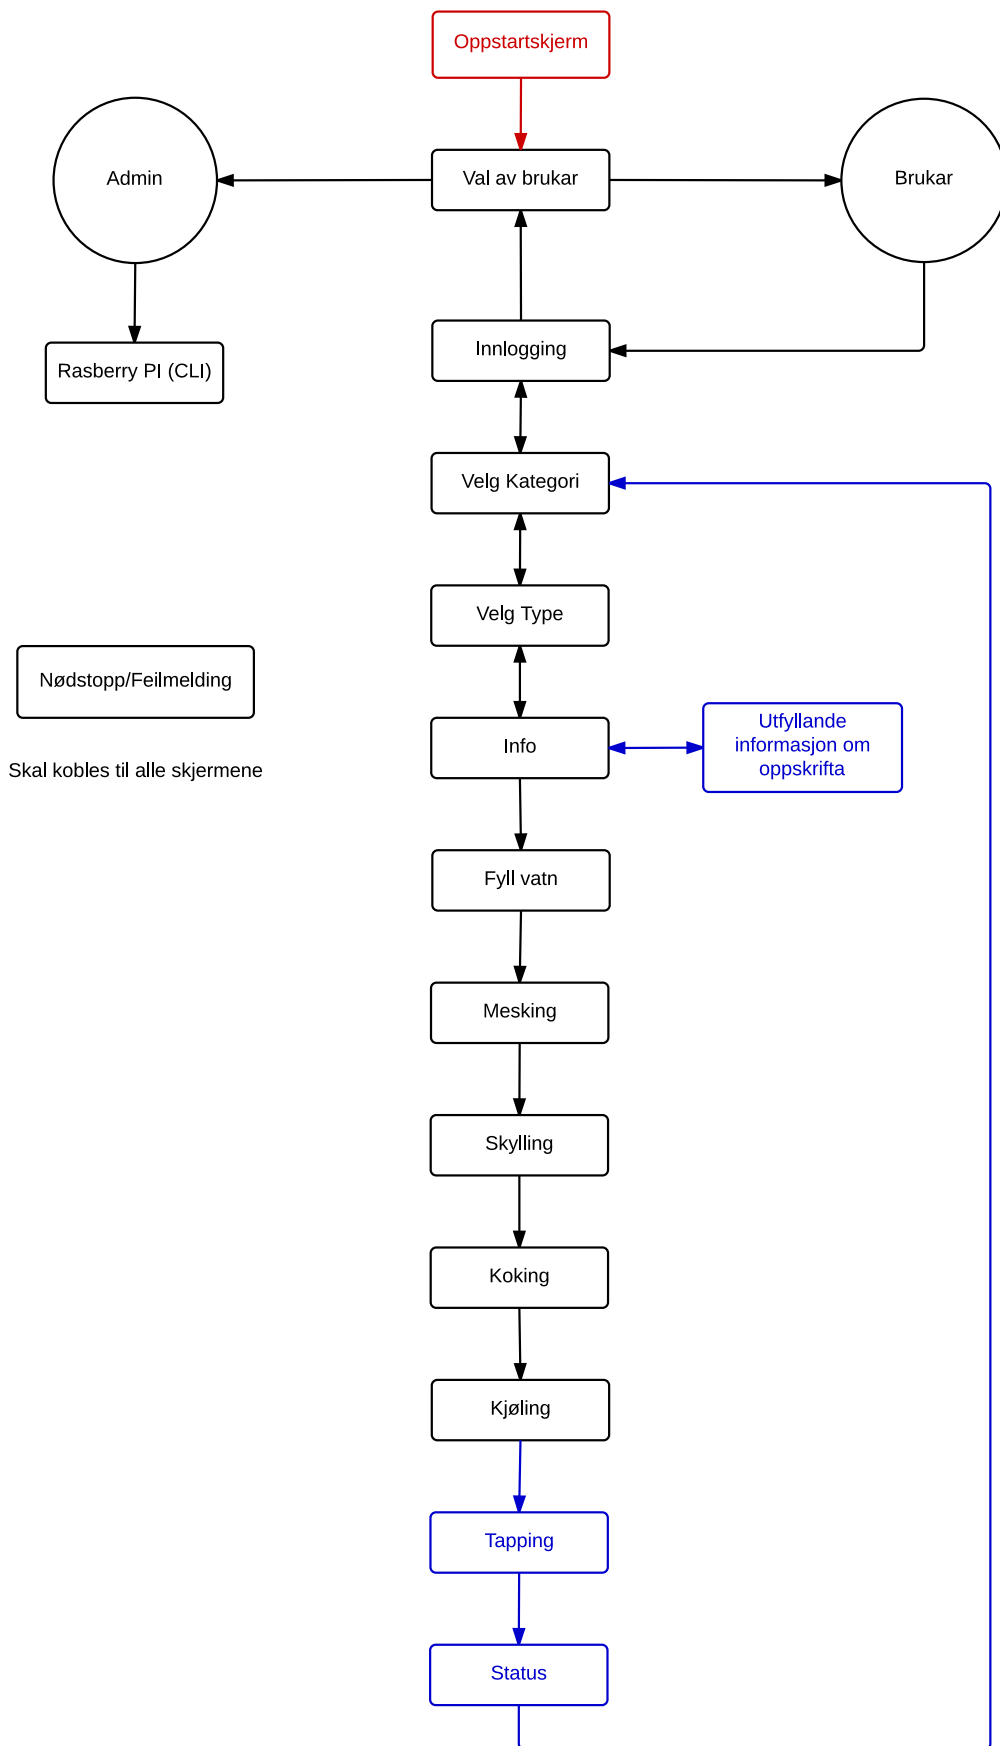 Oppstartskjerm
Admin
Val av brukar
Brukar
Innlogging
Rasberry PI (CLI)
Velg Kategori
Velg Type
Nødstopp/Feilmelding
Skal kobles til alle skjermene
Info
Utfyllande
informasjon om
oppskrifta
Fyll vatn
Mesking
Skylling
Koking
Kjøling
Tapping
Status